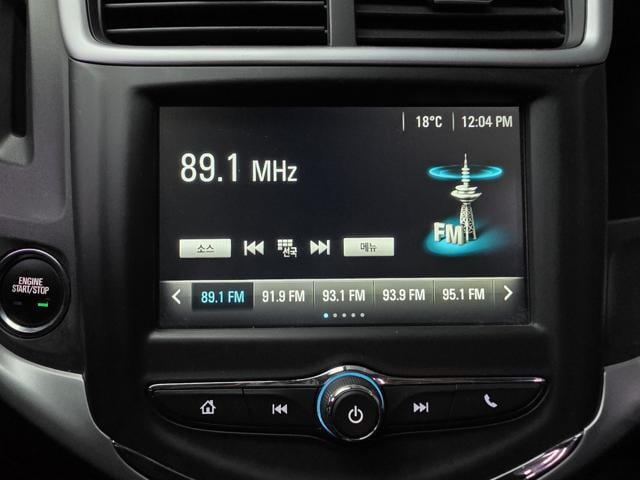 18°C 12:04 PM
89.1 MHz
FM
소스 선국 메뉴
ENGINE
START/STOP
89.1 FM 91.9 FM 93.1 FM 93.9 FM 95.1 FM